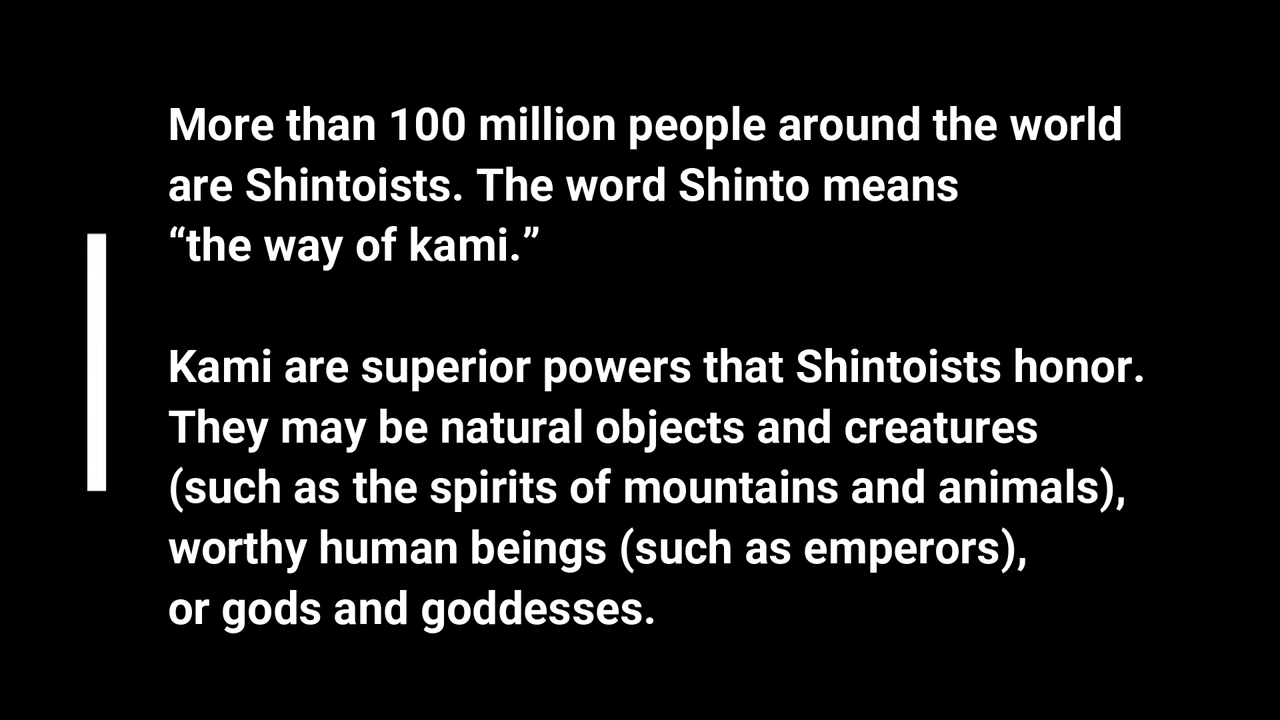 More than 100 million people around the world
are Shintoists. The word Shinto means
“the way of kami.”
Kami are superior powers that Shintoists honor.
They may be natural objects and creatures
(such as the spirits of mountains and animals),
worthy human beings (such as emperors),
or gods and goddesses.